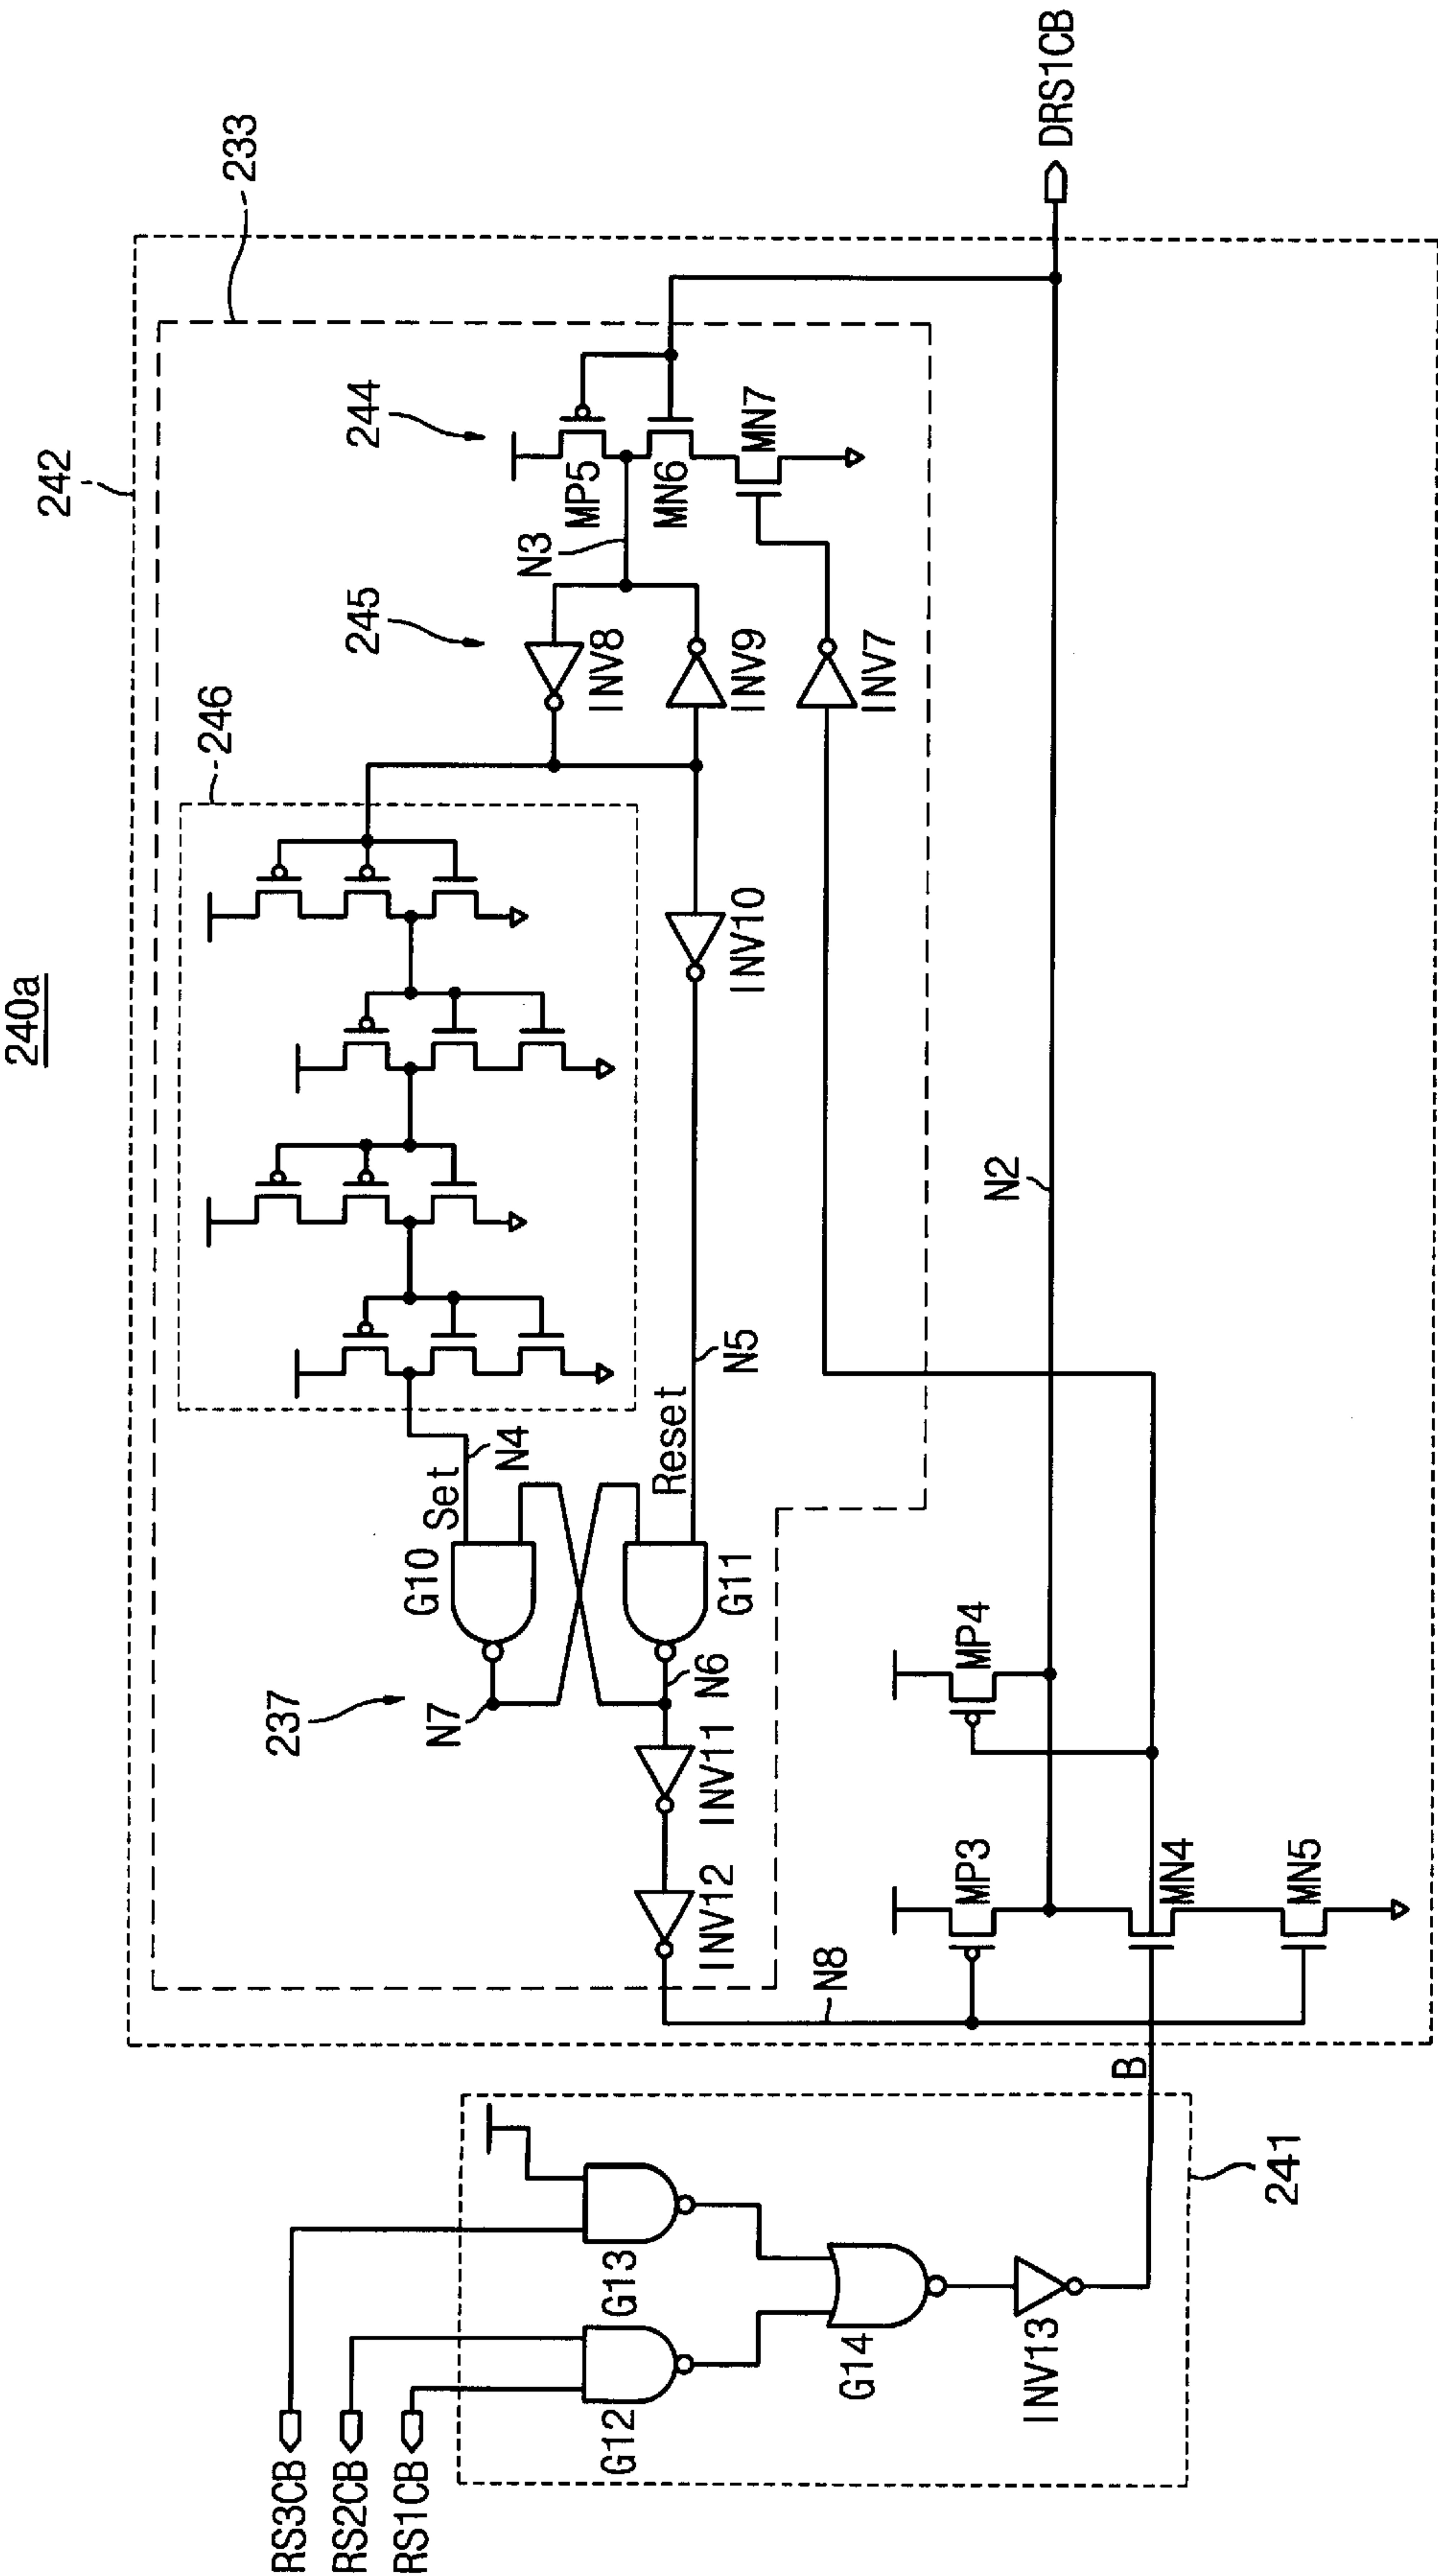 240a
242
233
246
245
244
237
Set
N4
G10
N7
Reset
N5
G11
N6
INV11
INV12
N8
INV8
INV9
INV10
INV7
N3
MP5
MN6
MN7
N2
DRS1CB
MP3
MP4
MN4
MN5
B
241
RS3CB
RS2CB
RS1CB
G13
G12
G14
INV13